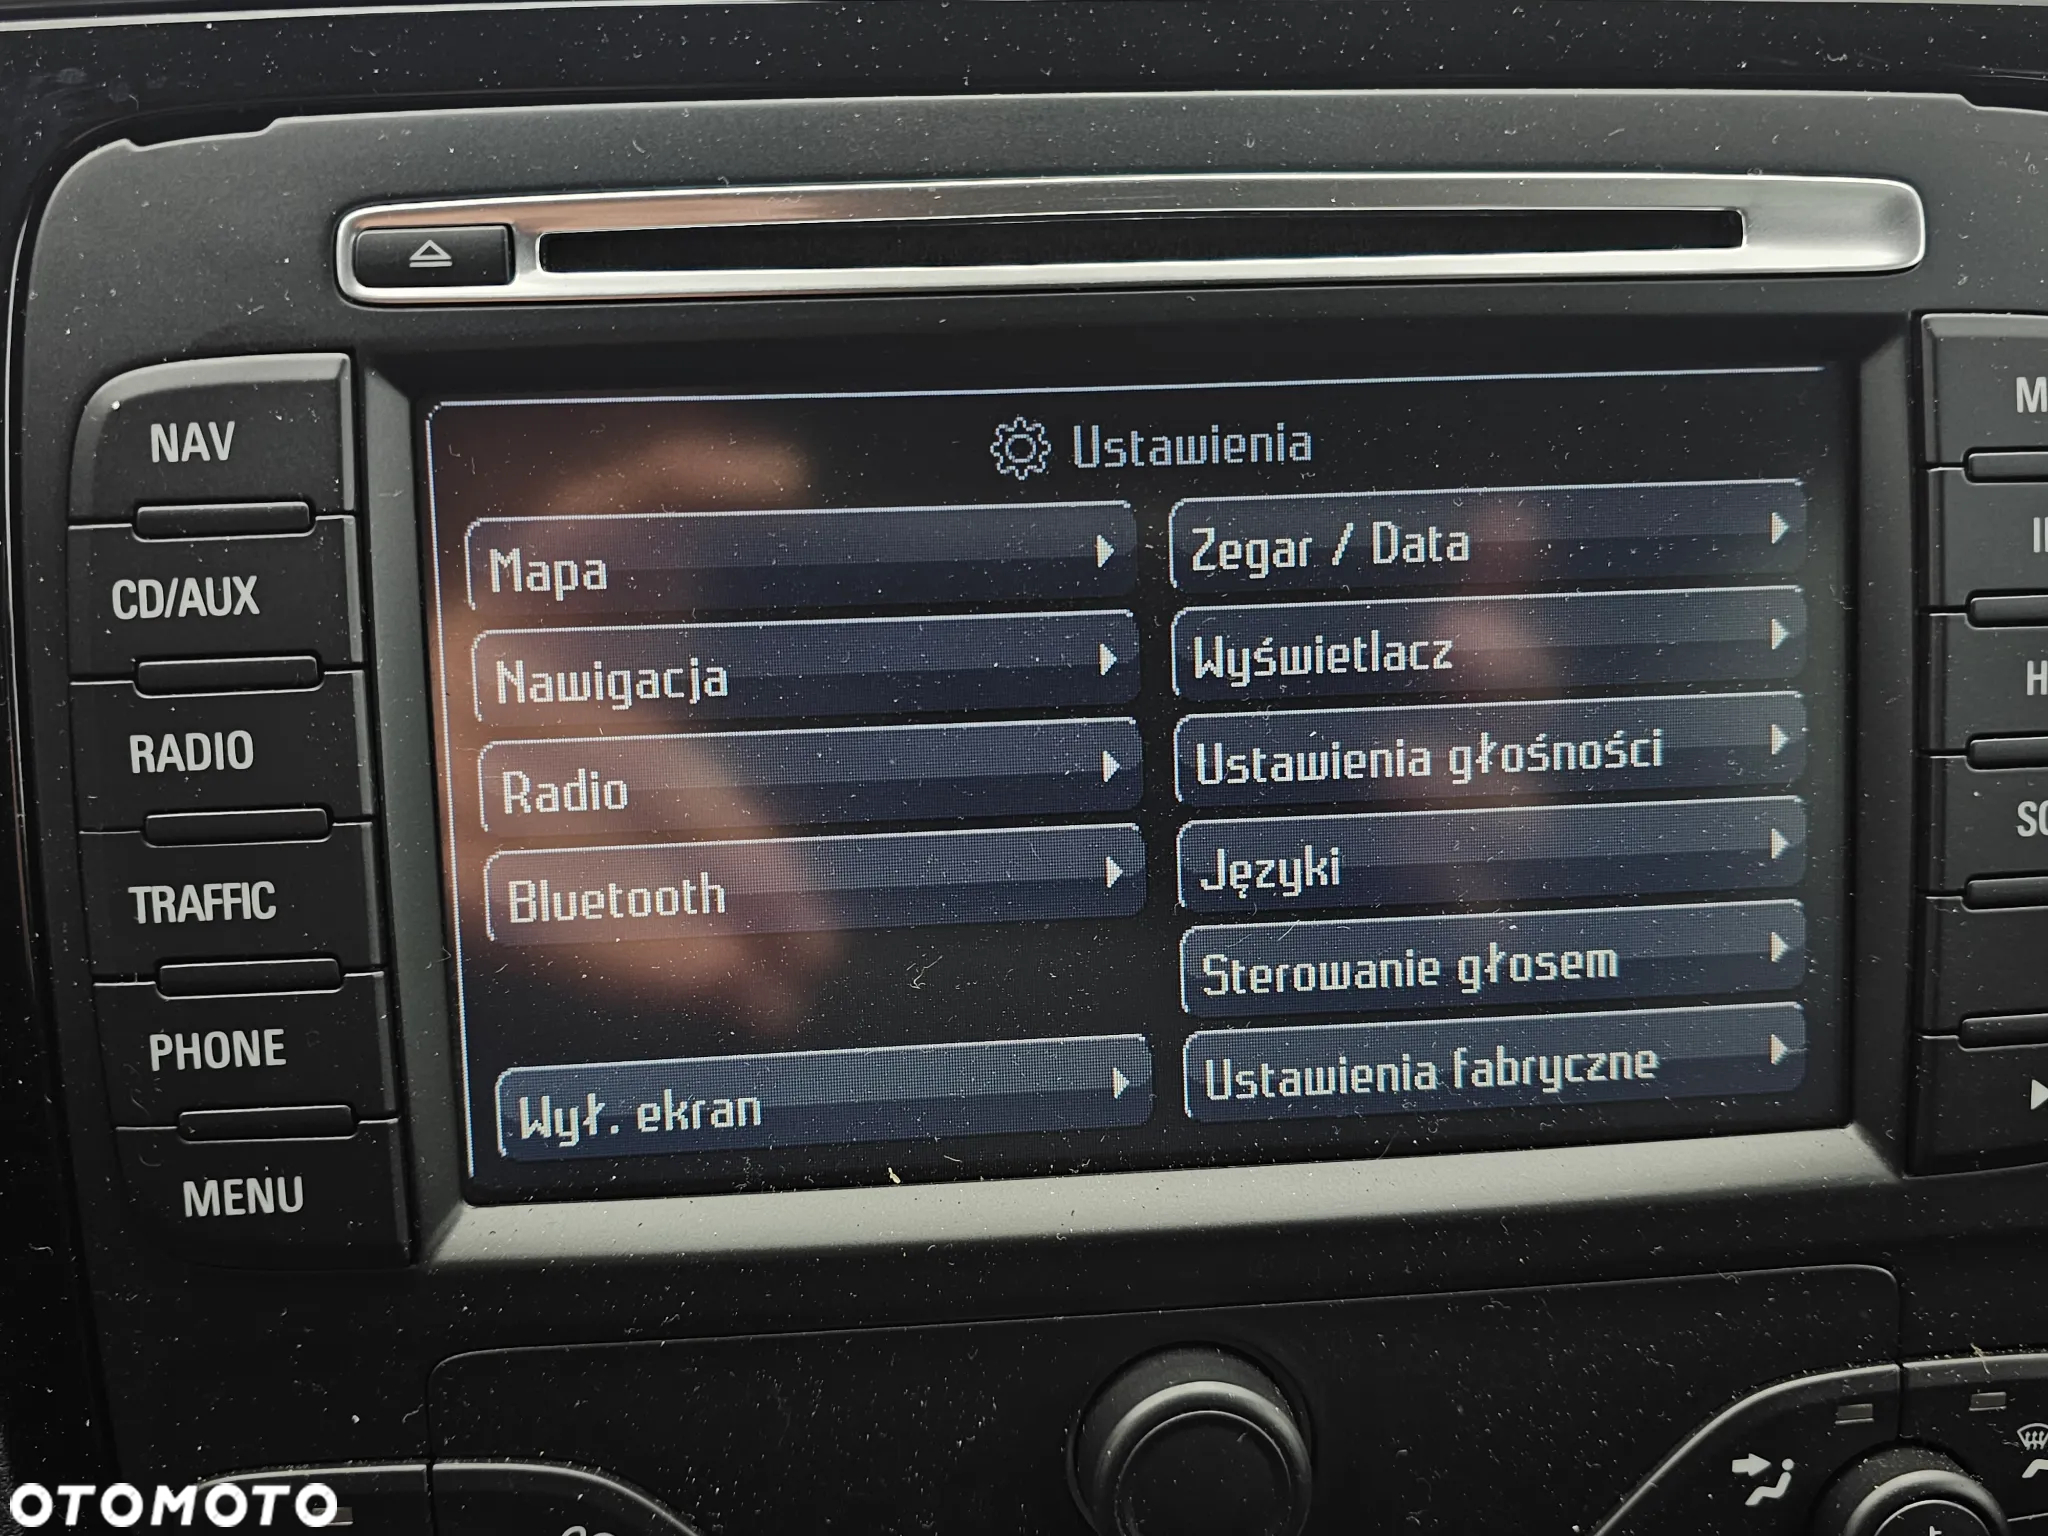 NAV
CD/AUX
RADIO
TRAFFIC
PHONE
MENU
Ustawienia
Mapa
Nawigacja
Radio
Bluetooth
Wył. ekran
Zegar / Data
Wyświetlacz
Ustawienia głośności
Języki
Sterowanie głosem
Ustawienia fabryczne
OTOMOTO